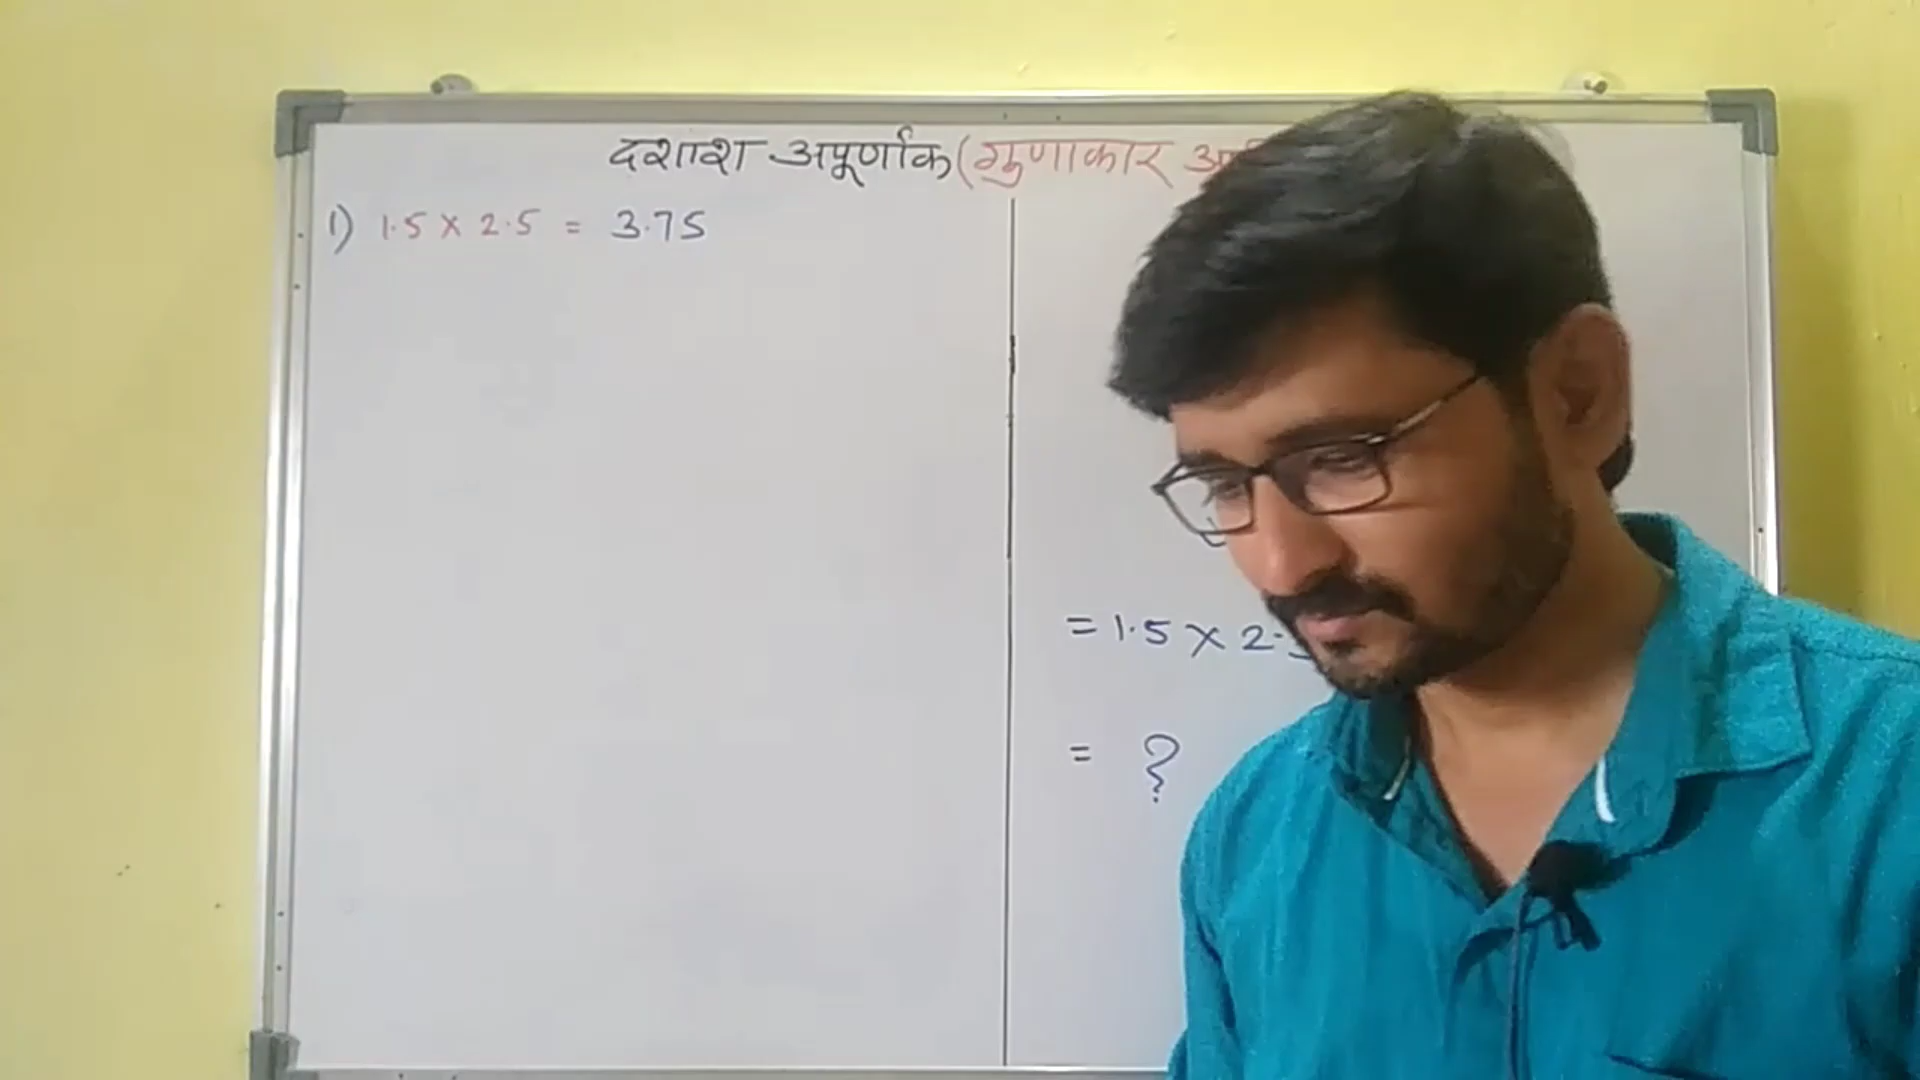 दशांश अपूर्णांक (गुणाकार
1) 1.5 x 2.5 = 3.75
= 1.5 x 2.
= ?